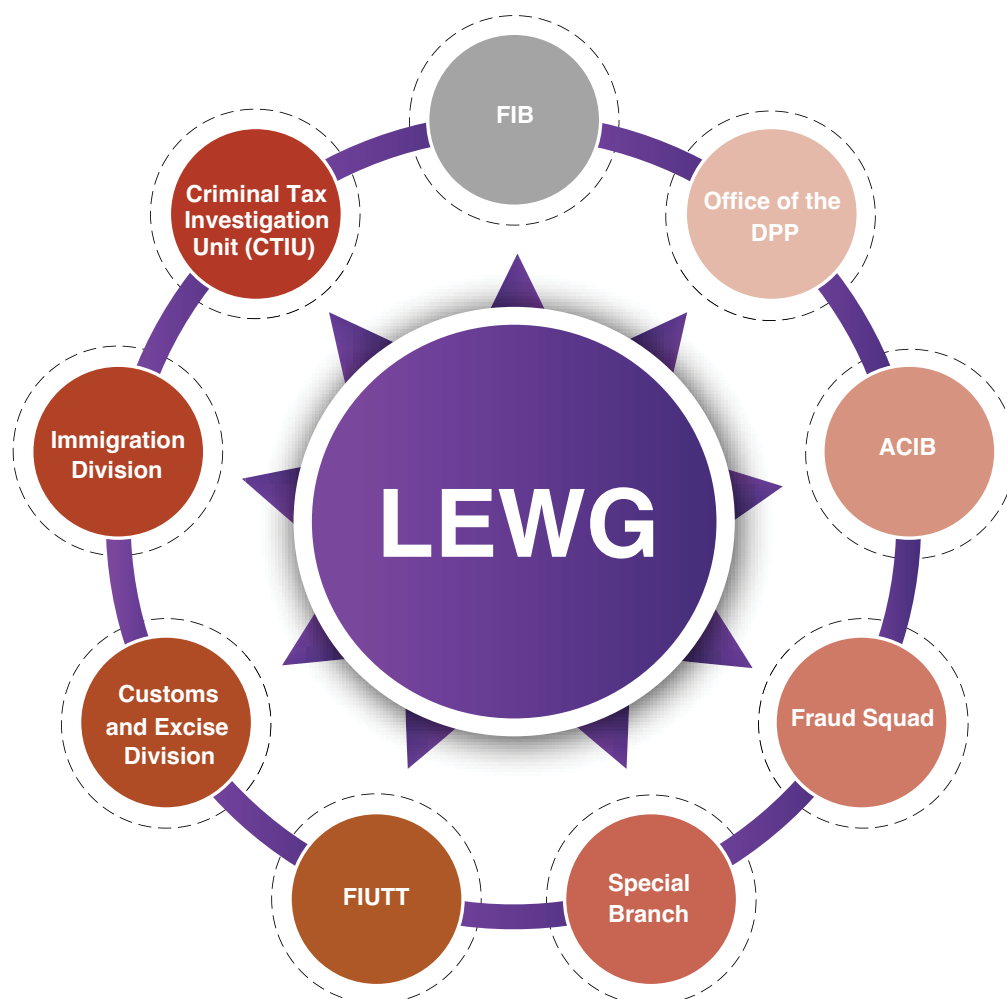 FIB
Office of the
DPP
ACIB
Fraud Squad
Special
Branch
FIUTT
Customs
and Excise
Division
Immigration
Division
Criminal Tax
Investigation
Unit (CTIU)
LEWG